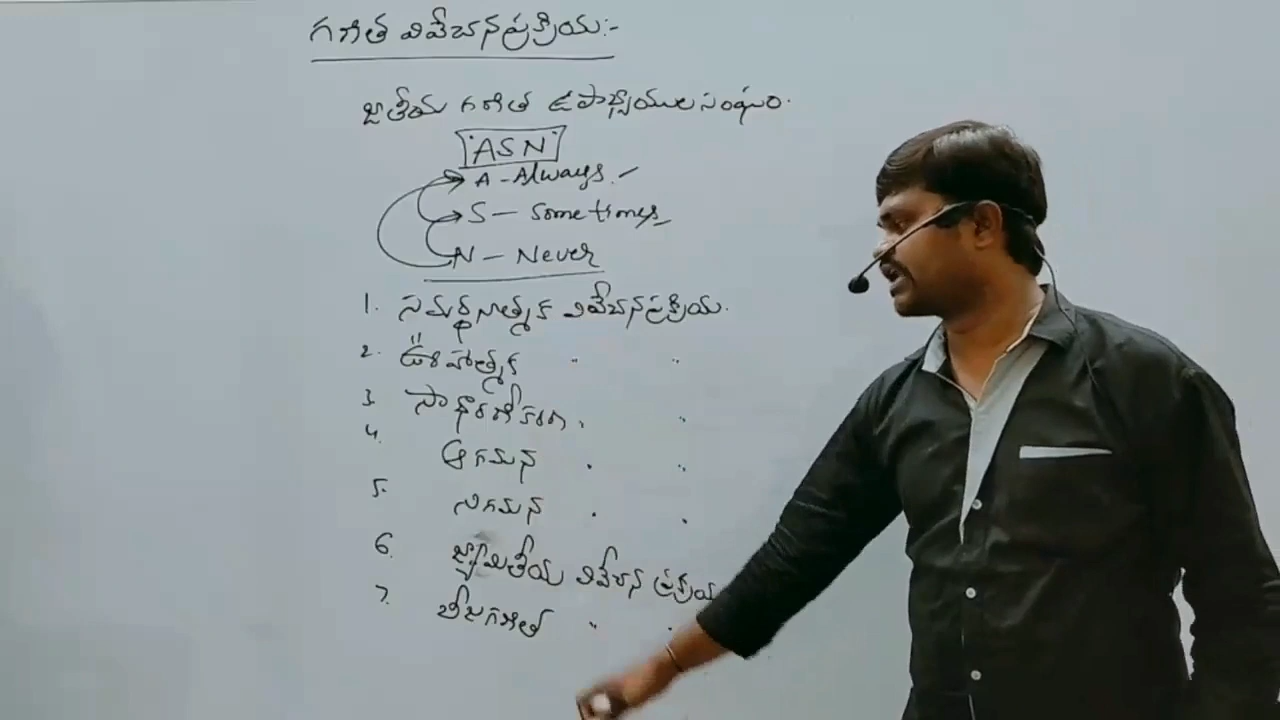 గణిత వివేచన ప్రక్రియ:-
జాతీయ గణిత ఉపాధ్యాయుల సంఘం.
ASN
A - Always.
S - Sometimes
N - Never
1. సమర్థనాత్మక వివేచన ప్రక్రియ.
2. ఊహాత్మక " "
3 సాధారణీకరణ " "
4. ఆగమన " "
5. నిగమన " "
6. జ్యామితీయ వివేచన ప్రక్రియ
7. బీజగణిత " "